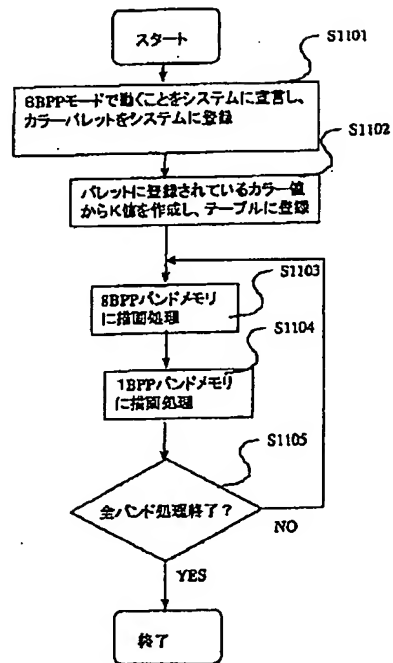 スタート
S1101
8BPPモードで動くことをシステムに宣言し、
カラーパレットをシステムに登録
S1102
パレットに登録されているカラー値
からK値を作成し、テーブルに登録
S1103
8BPPバンドメモリ
に描画処理
S1104
1BPPバンドメモリ
に描画処理
S1105
全バンド処理終了?
NO
YES
終了